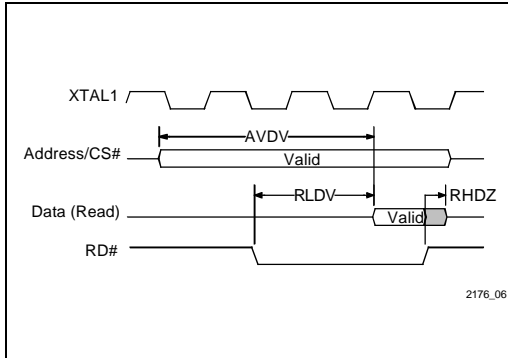 XTAL1
AVDV
Address/CS#
Valid
RLDV
RHDZ
Data (Read)
Valid
RD#
2176_06